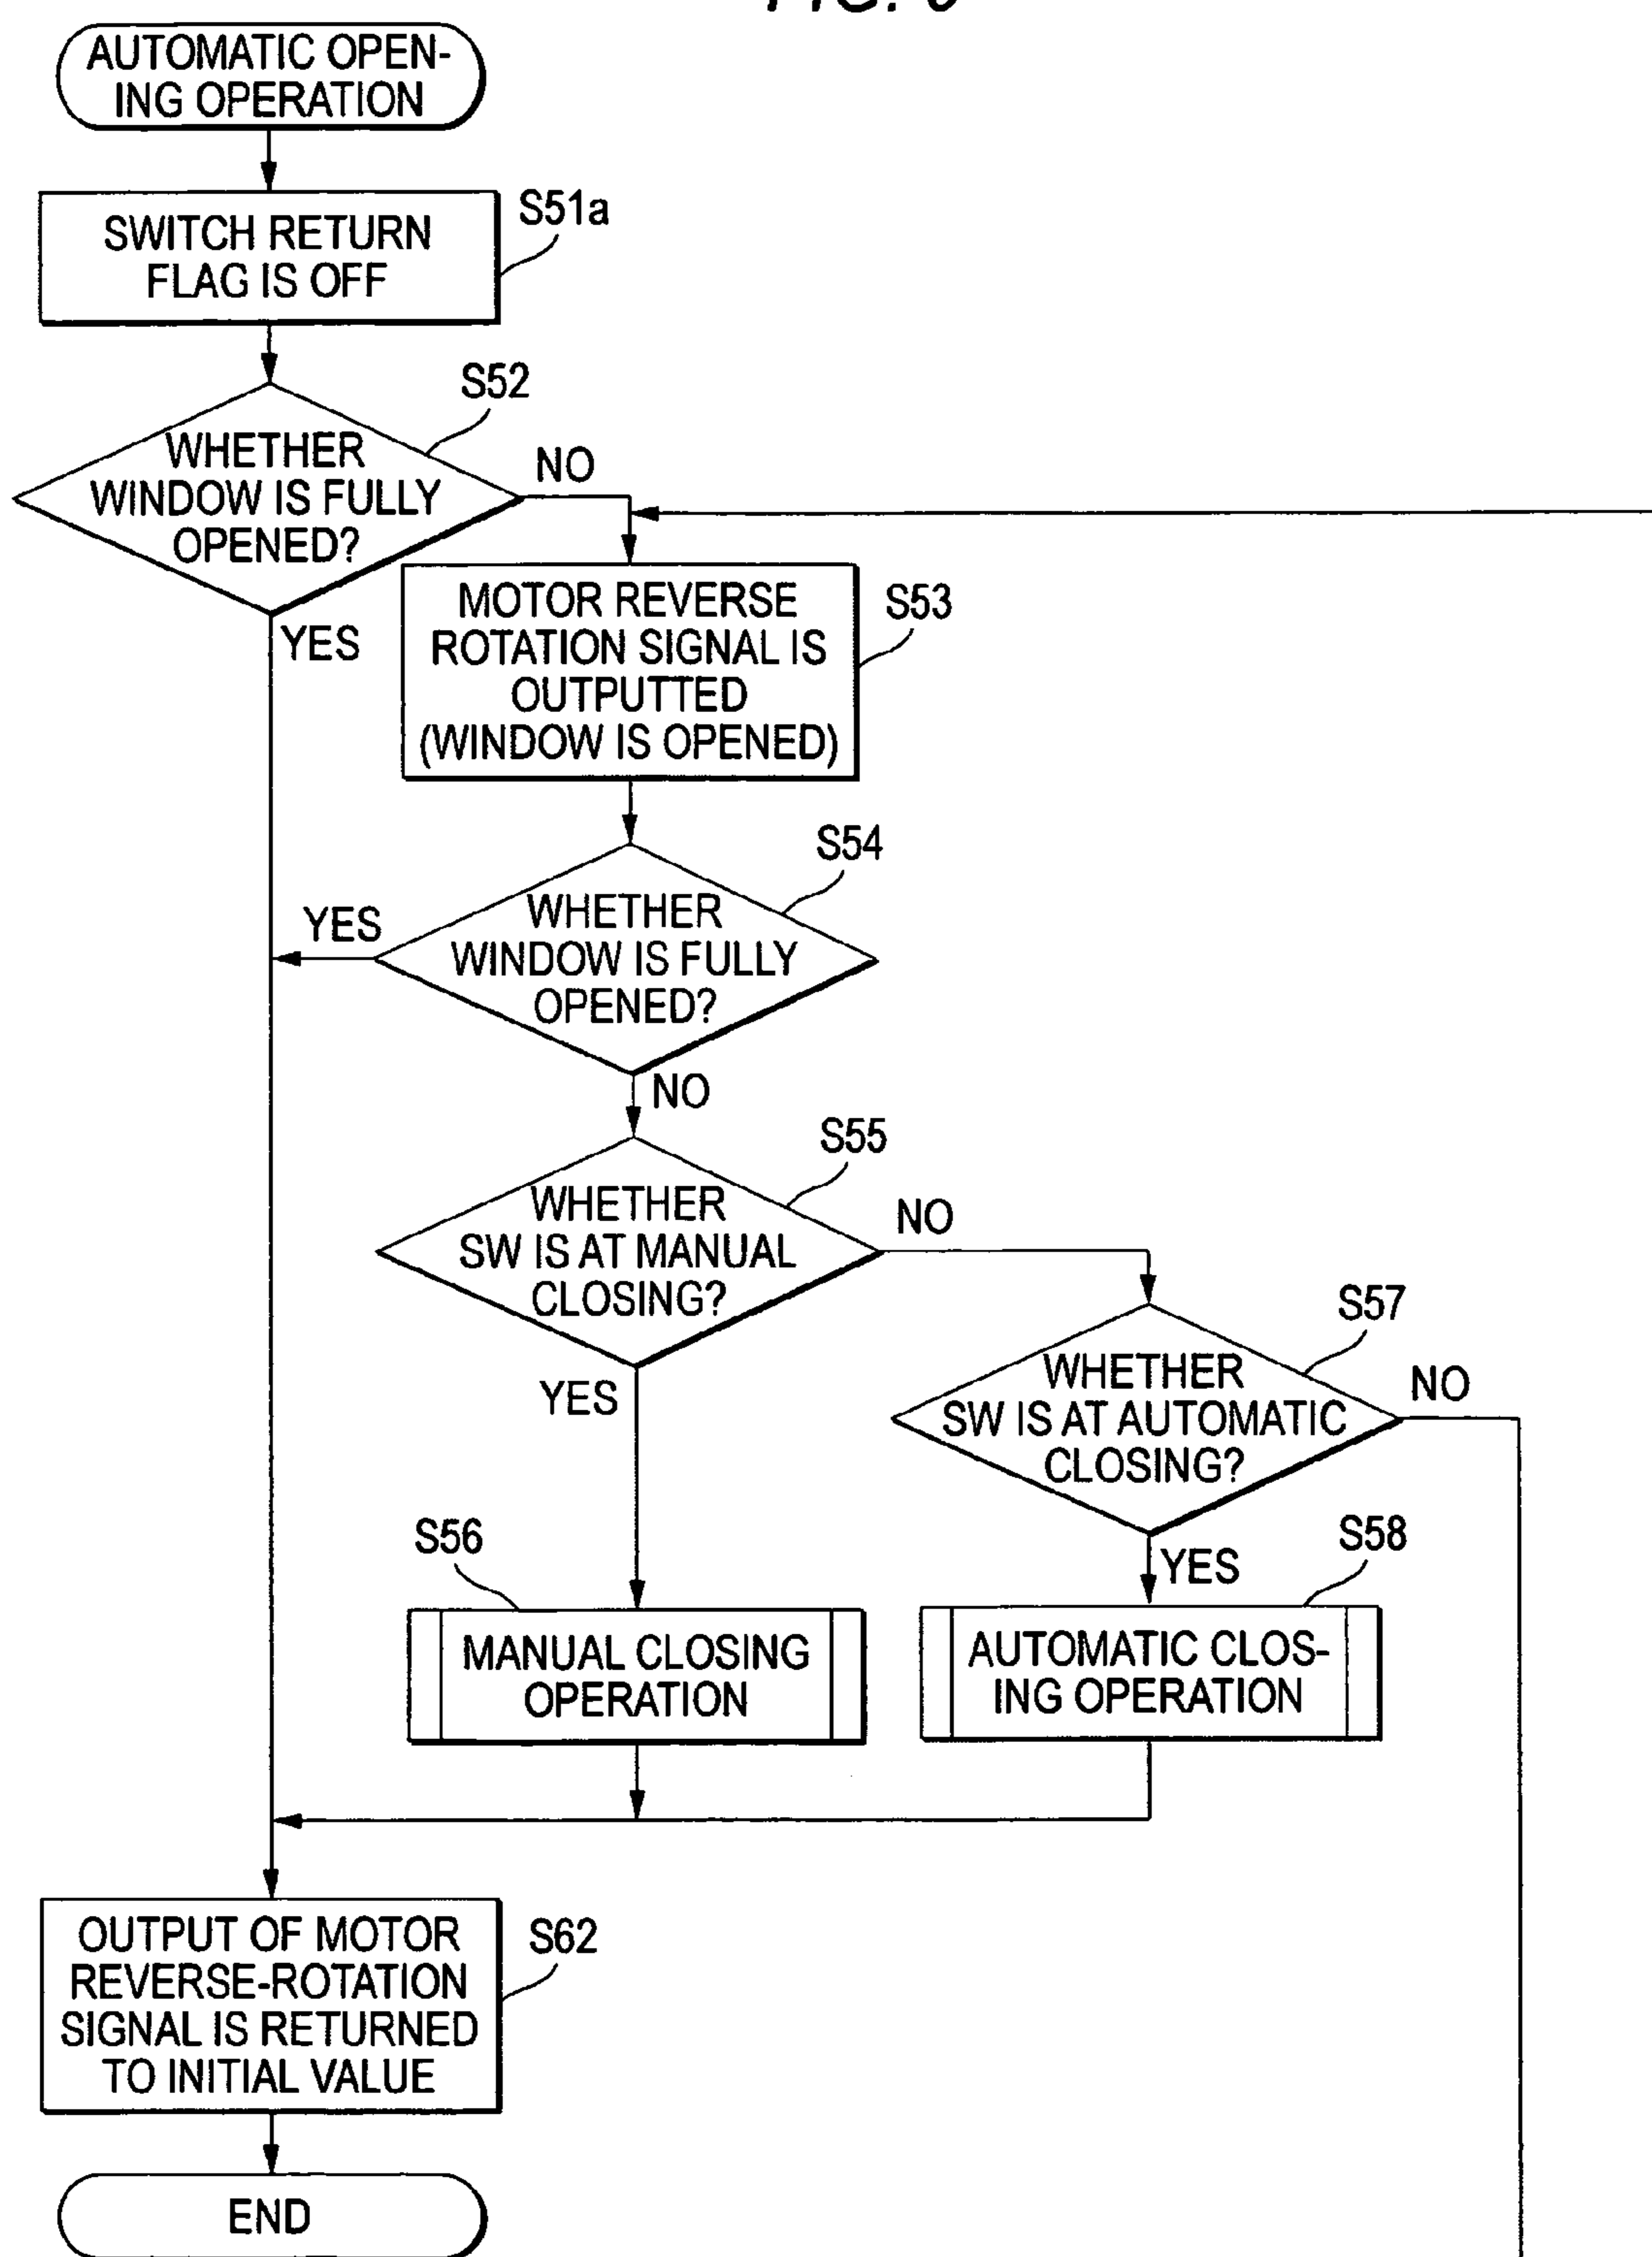 AUTOMATIC OPEN-
ING OPERATION
SWITCH RETURN
FLAG IS OFF
S51a
WHETHER
WINDOW IS FULLY
OPENED?
S52
NO
YES
MOTOR REVERSE
ROTATION SIGNAL IS
OUTPUTTED
(WINDOW IS OPENED)
S53
WHETHER
WINDOW IS FULLY
OPENED?
S54
YES
NO
WHETHER
SW IS AT MANUAL
CLOSING?
S55
NO
YES
WHETHER
SW IS AT AUTOMATIC
CLOSING?
S57
NO
YES
S56
MANUAL CLOSING
OPERATION
S58
AUTOMATIC CLOS-
ING OPERATION
OUTPUT OF MOTOR
REVERSE-ROTATION
SIGNAL IS RETURNED
TO INITIAL VALUE
S62
END